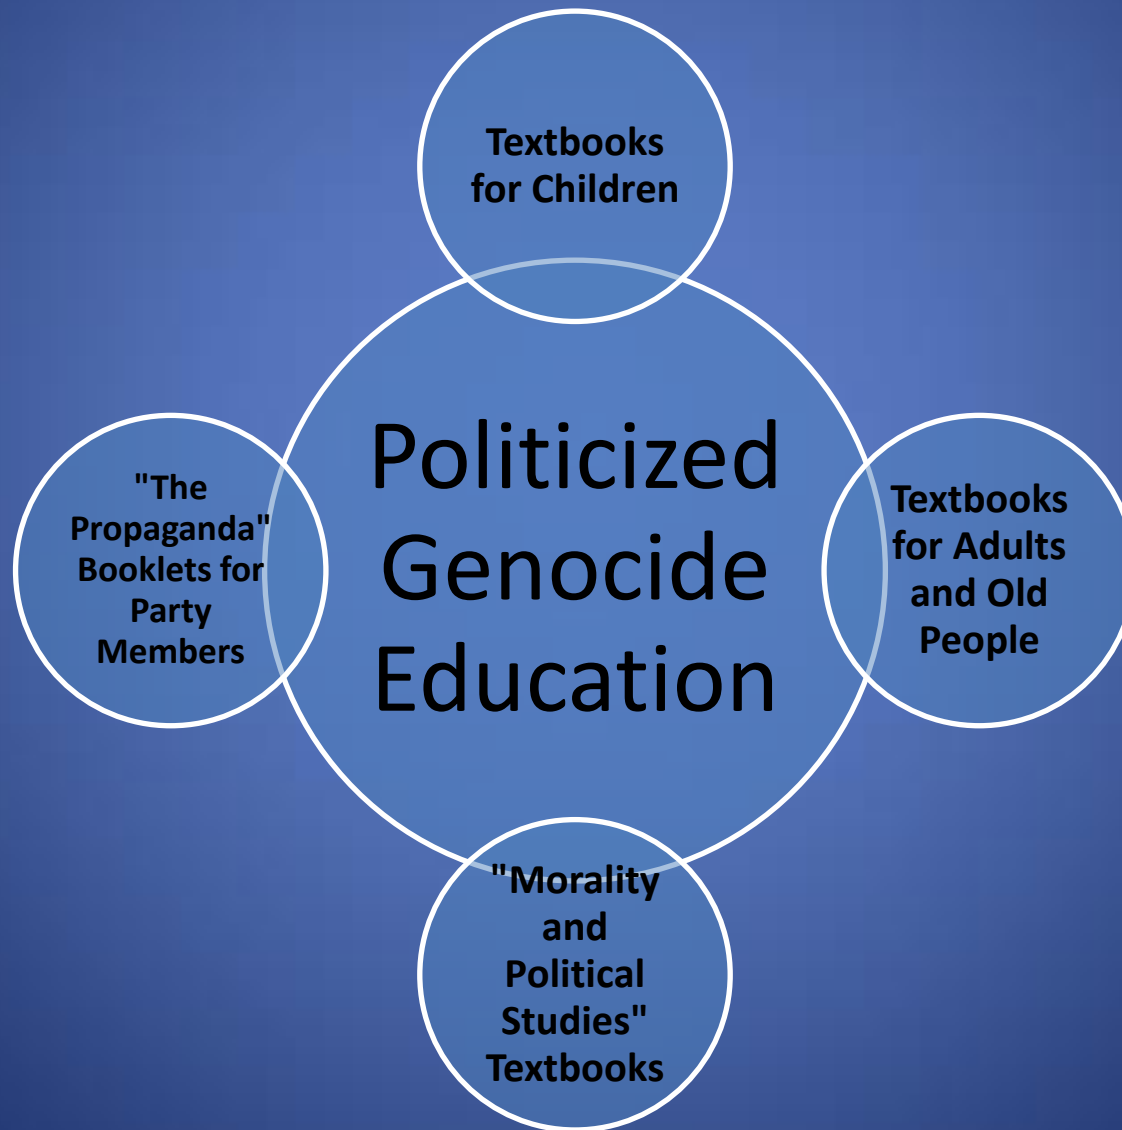 Textbooks
for Children
Politicized
Genocide
Education
"The
Propaganda"
Booklets for
Party
Members
Textbooks
for Adults
and Old
People
"Morality
and
Political
Studies"
Textbooks